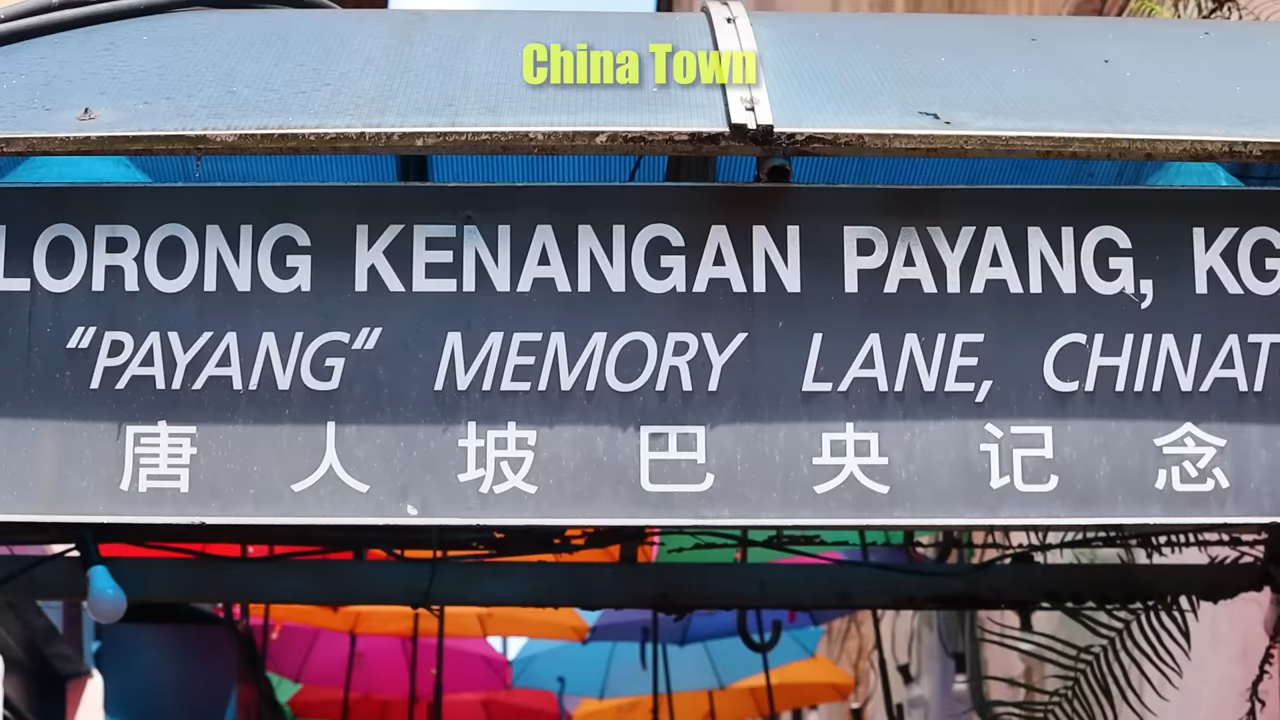 China Town
LORONG KENANGAN PAYANG, KG
"PAYANG" MEMORY LANE, CHINAT
唐人坡巴央记念